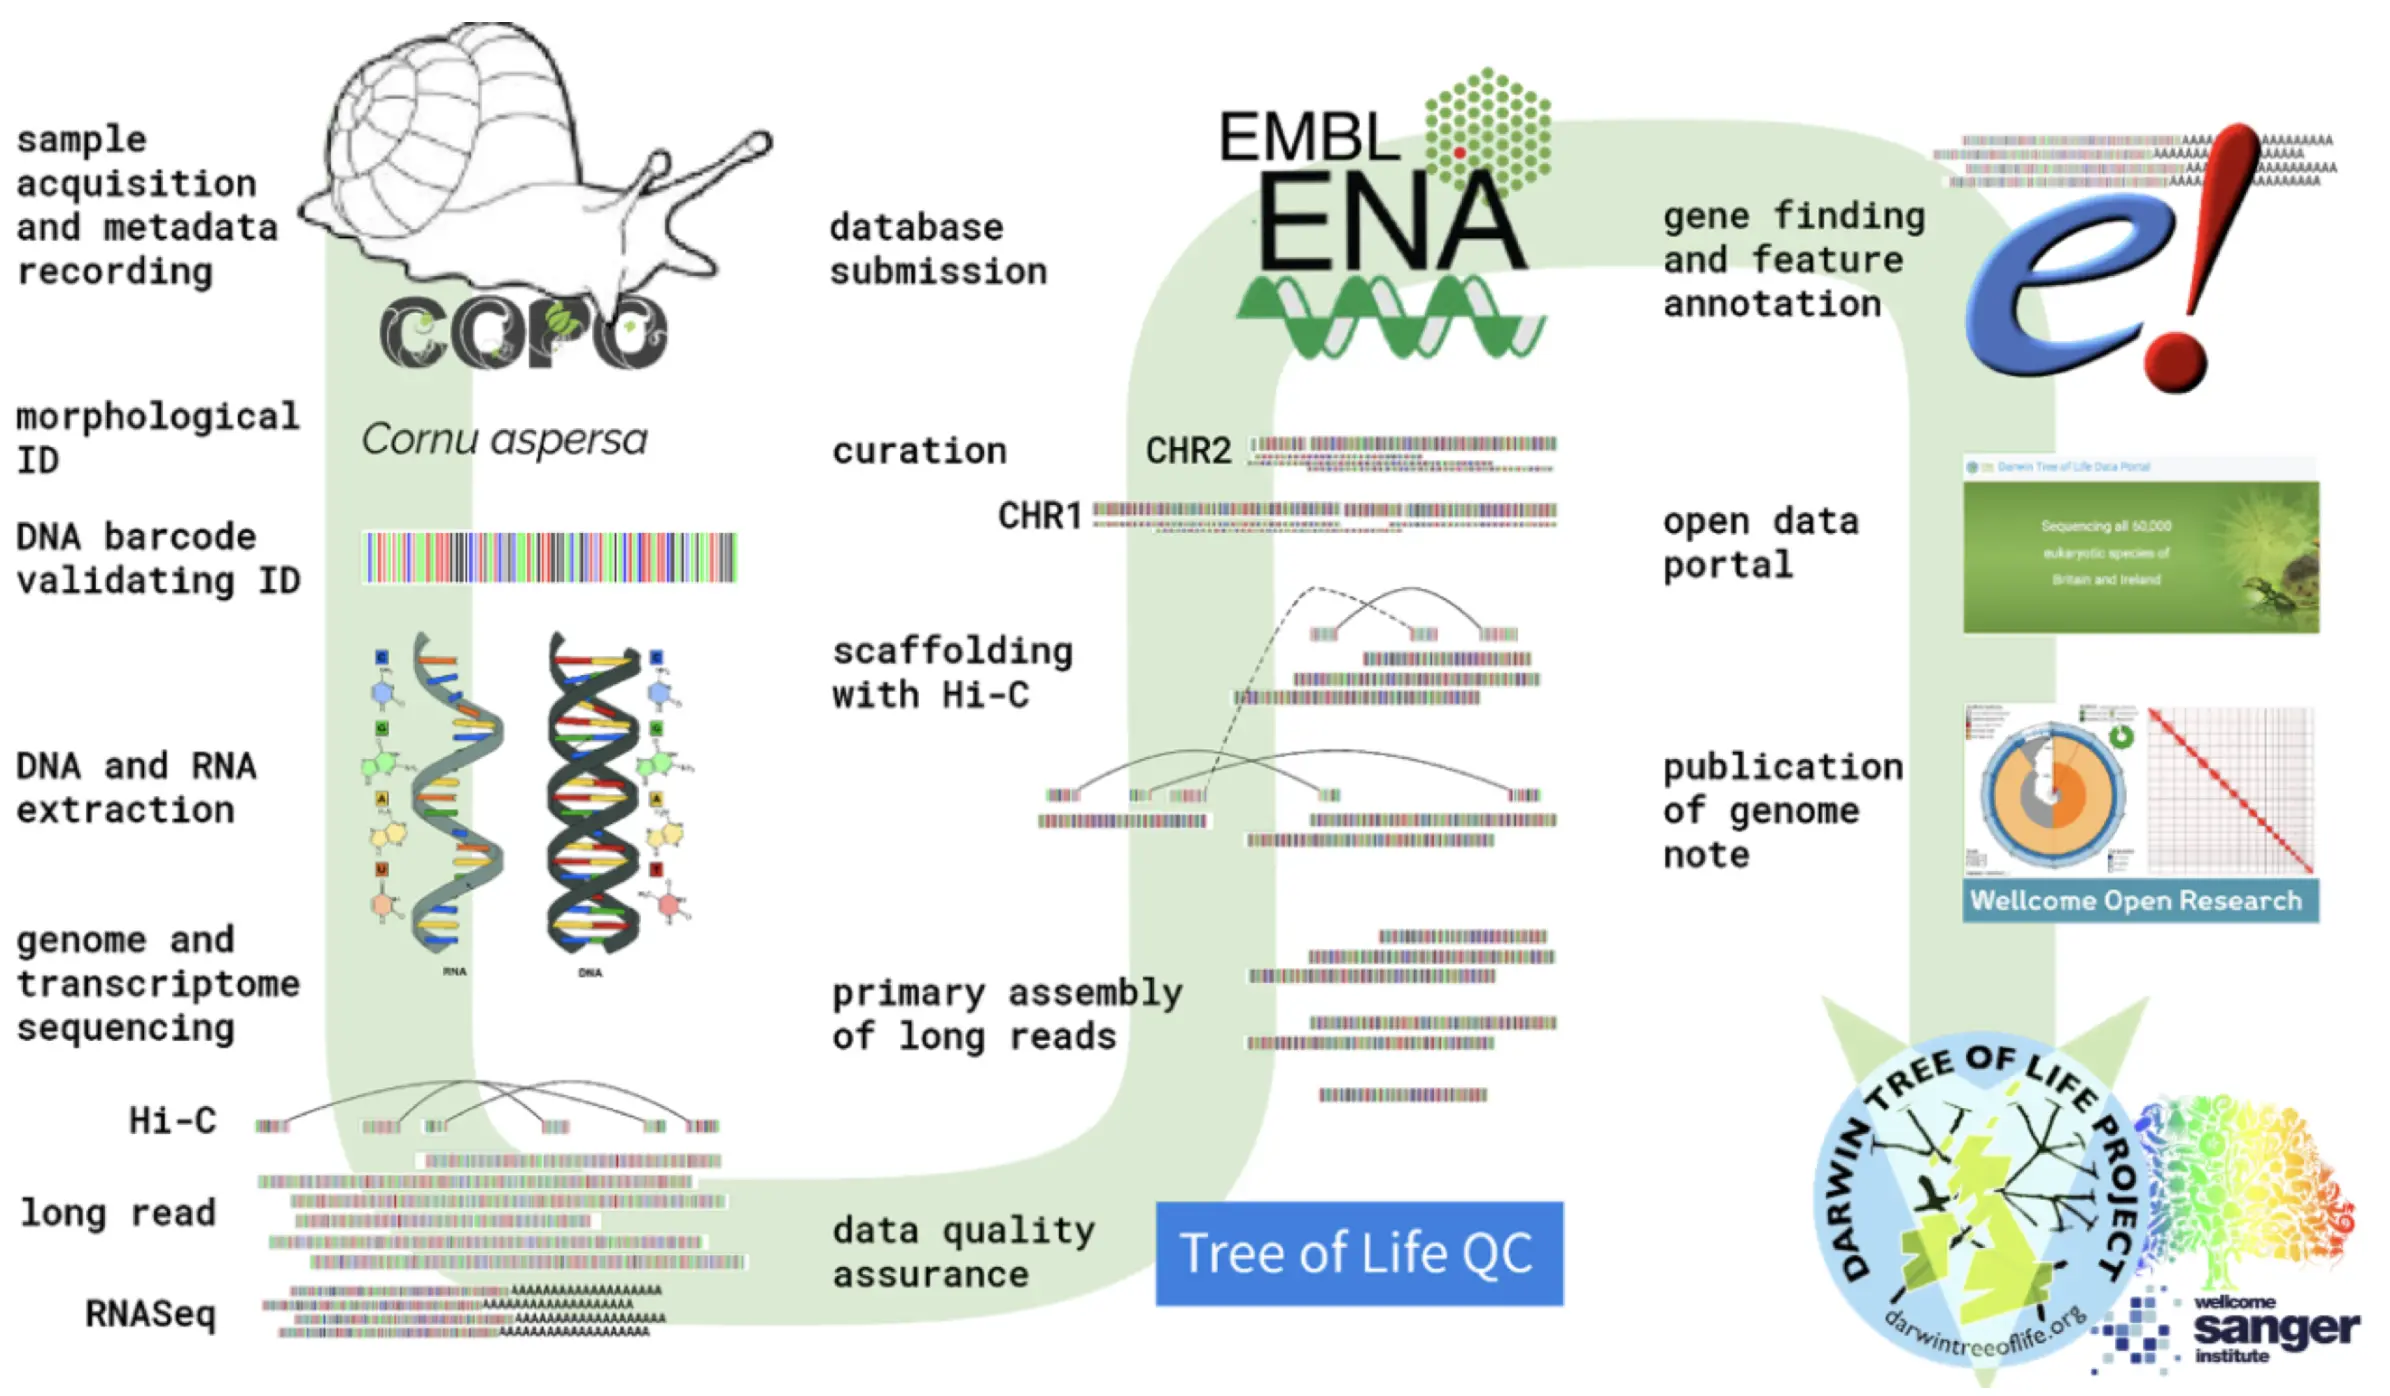 sample
acquisition
and metadata
recording
COPO
morphological
ID
Cornu aspersa
DNA barcode
validating ID
DNA and RNA
extraction
C
G
A
U
C
G
A
T
RNA
DNA
genome and
transcriptome
sequencing
Hi-C
long read
RNASeq
AAAAAAAAAAAAAAAAAAA
database
submission
EMBL
ENA
curation
CHR2
CHR1
scaffolding
with Hi-C
primary assembly
of long reads
data quality
assurance
Tree of Life QC
gene finding
and feature
annotation
e!
open data
portal
Darwin Tree of Life Data Portal
Sequencing all 60,000
eukaryotic species of
Britain and Ireland
publication
of genome
note
Wellcome Open Research
DARWIN TREE OF LIFE PROJECT
darwintreeoflife.org
wellcome
sanger
institute